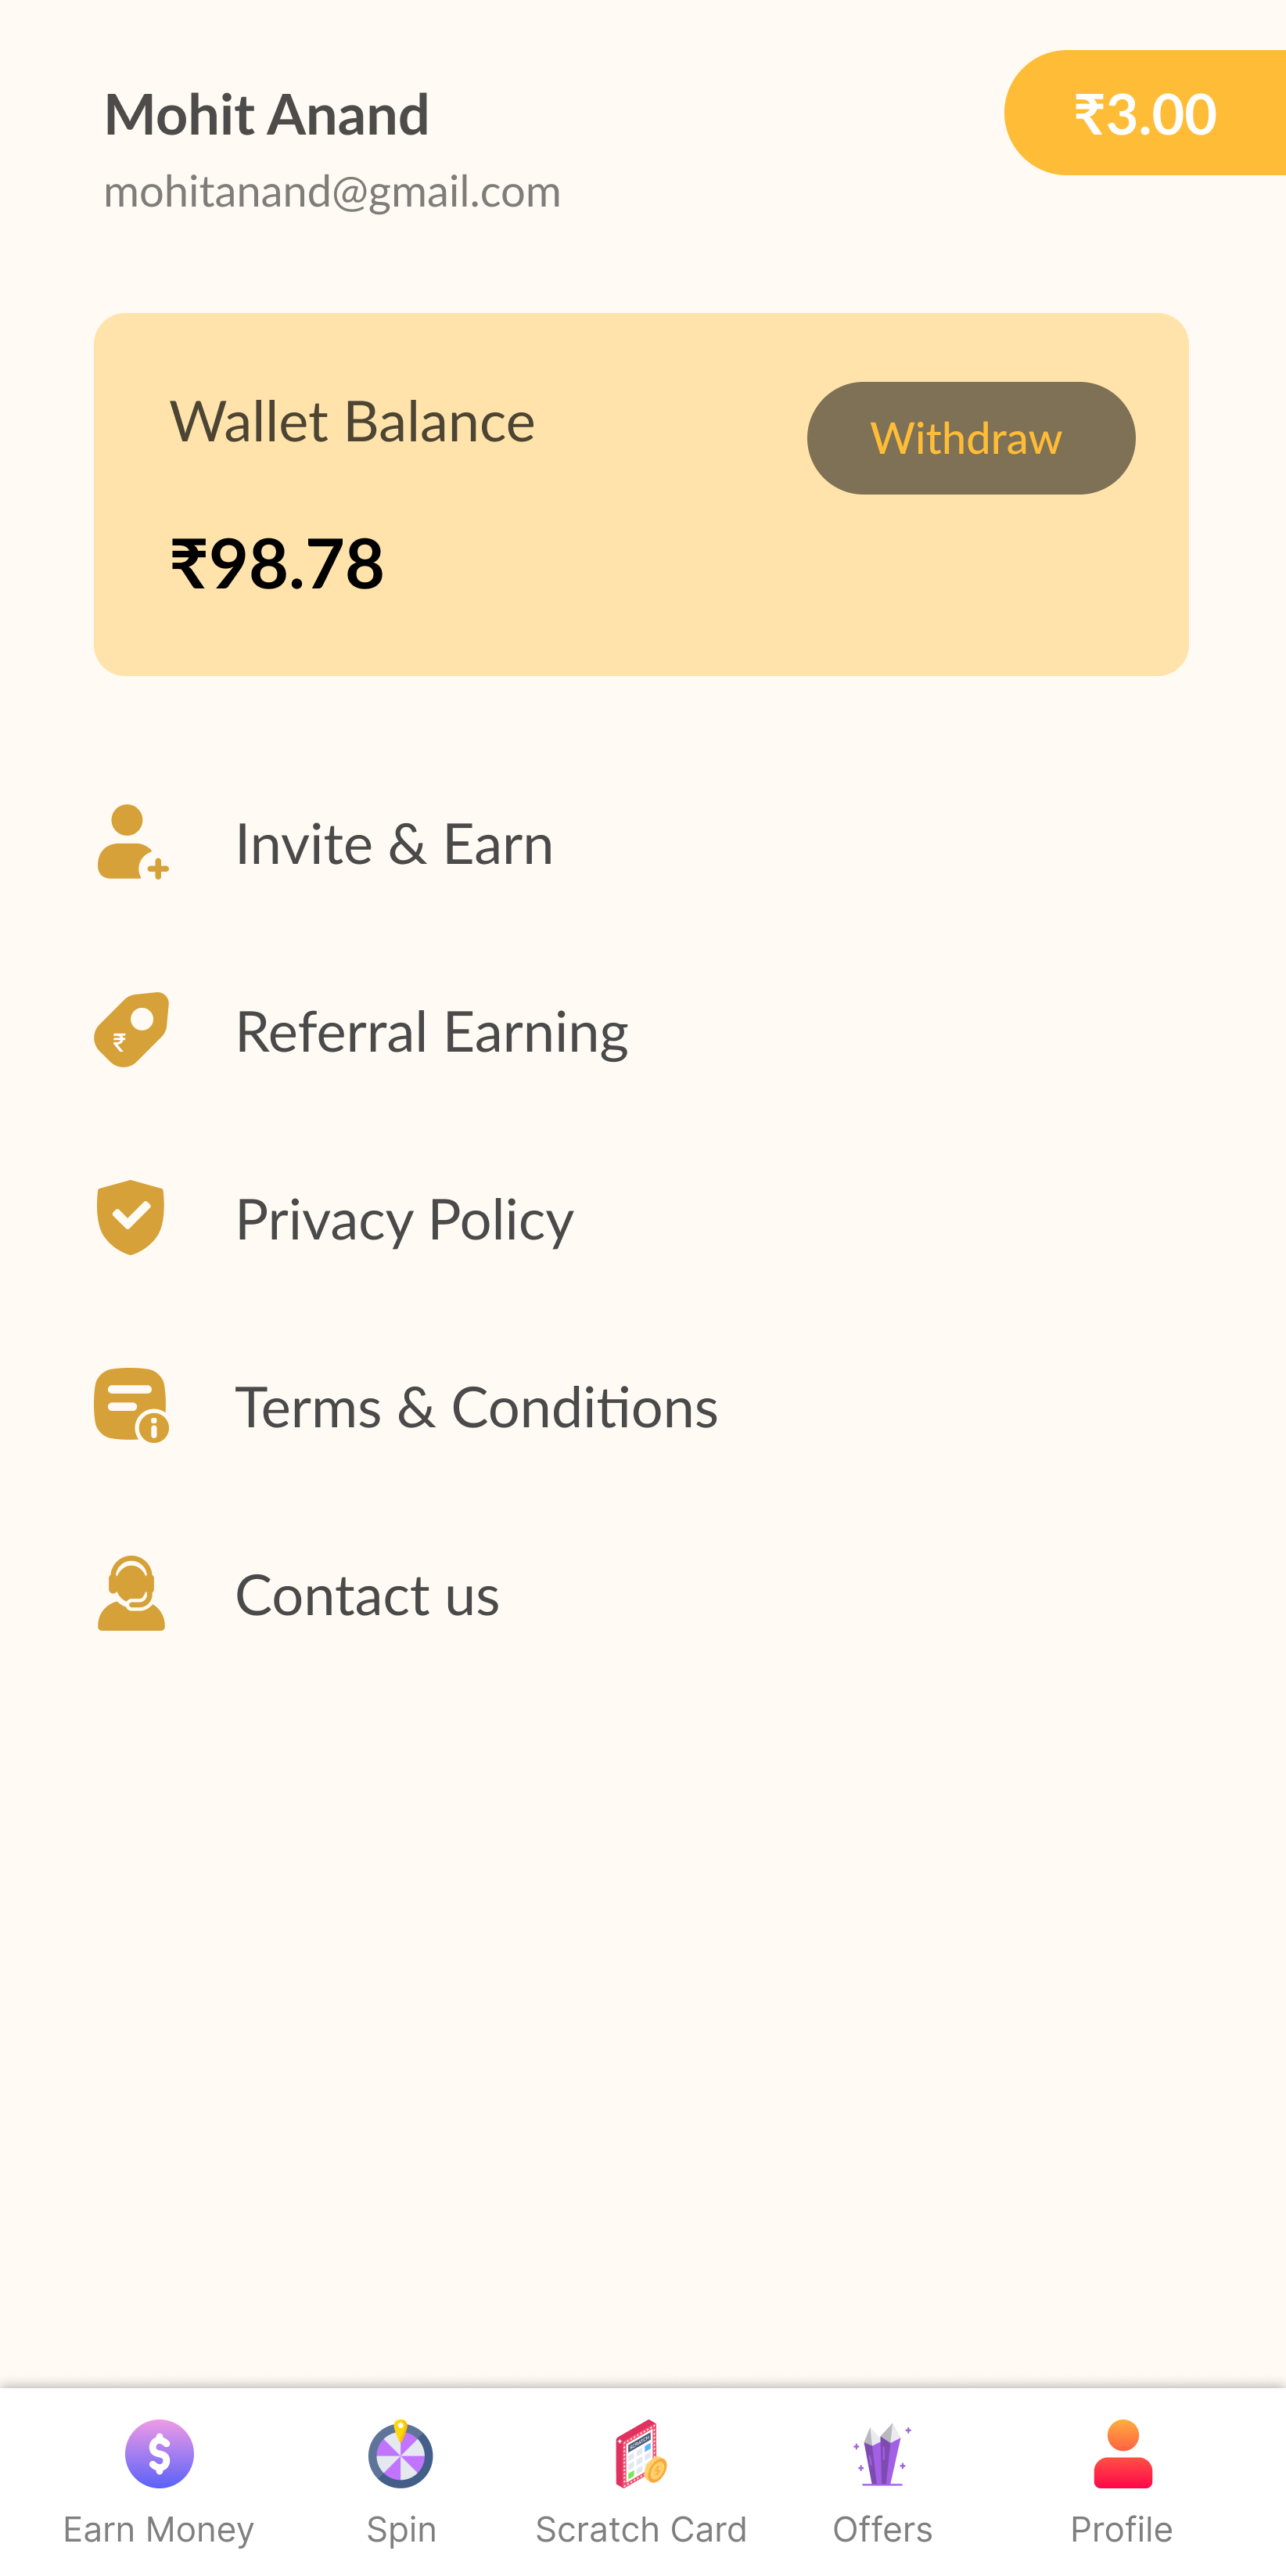 Mohit Anand
₹3.00
mohitanand@gmail.com
Wallet Balance
Withdraw
₹98.78
Invite & Earn
₹
Referral Earning
Privacy Policy
Terms & Conditions
Contact us
Earn Money
Spin
Scratch Card
Offers
Profile